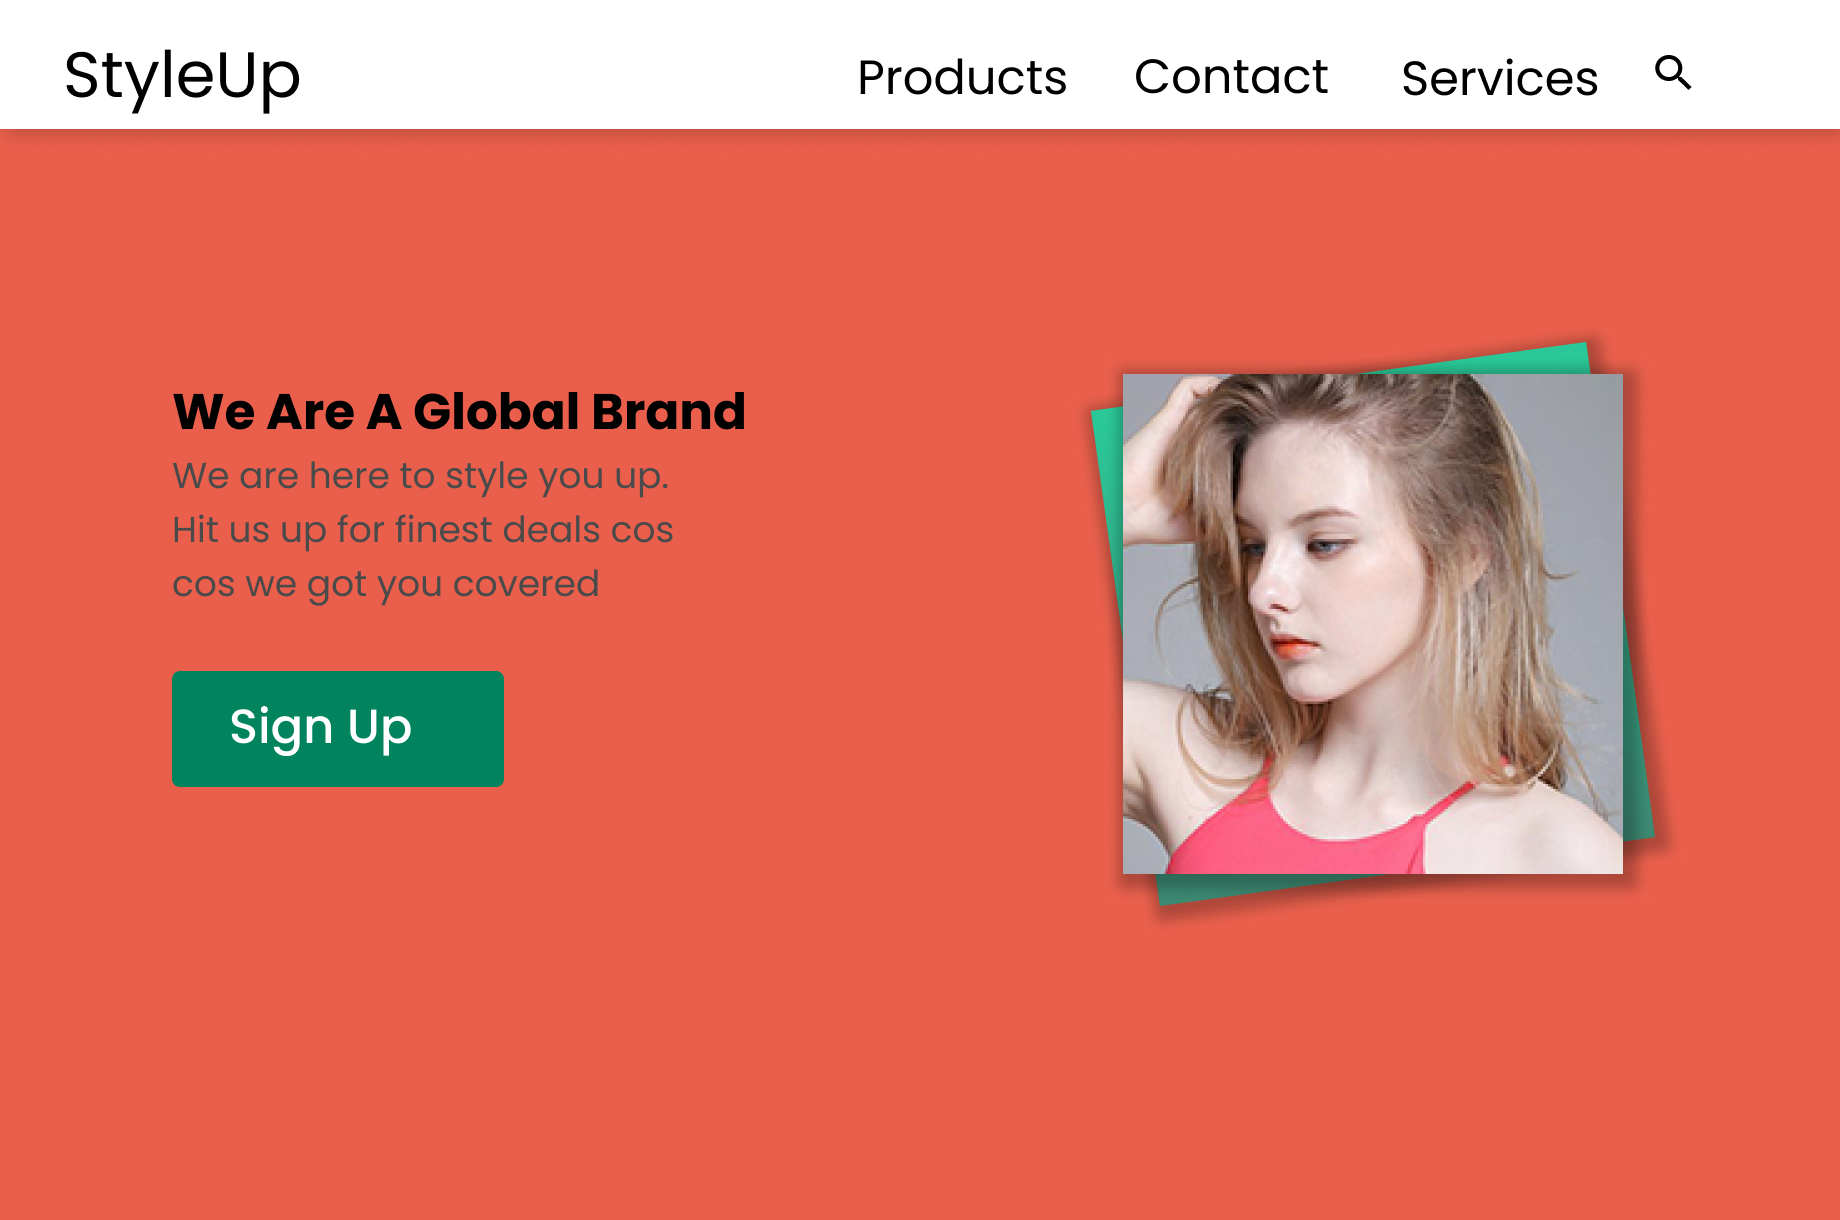 StyleUp
Products
Contact
Services
We Are A Global Brand
We are here to style you up.
Hit us up for finest deals cos
cos we got you covered
Sign Up